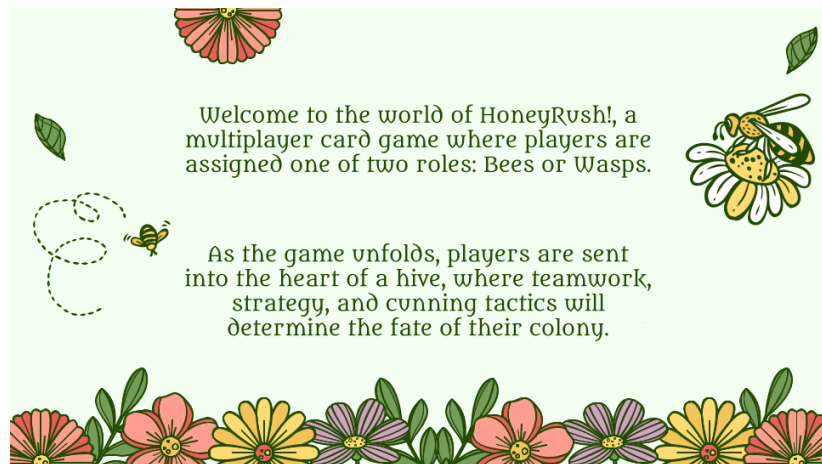 Welcome to the world of HoneyRush!, a
multiplayer card game where players are
assigned one of two roles: Bees or Wasps.
As the game unfolds, players are sent
into the heart of a hive, where teamwork,
strategy, and cunning tactics will
determine the fate of their colony.